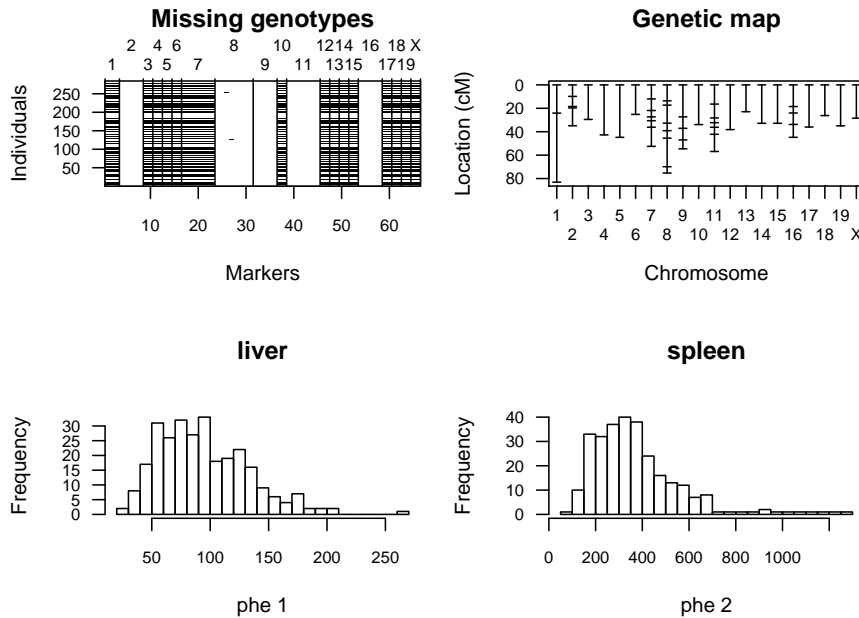 Missing genotypes
2 4 6 8 10 12 14 16 18 X
1 3 5 7 9 11 13 15 17 19
Individuals
250
200
150
100
50
10 20 30 40 50 60
Markers
Genetic map
Location (cM)
0
20
40
60
80
1 3 5 7 9 11 13 15 17 19
2 4 6 8 10 12 14 16 18 X
Chromosome
liver
Frequency
30
25
20
15
10
5
0
50 100 150 200 250
phe 1
spleen
Frequency
40
30
20
10
0
0 200 400 600 800 1000
phe 2